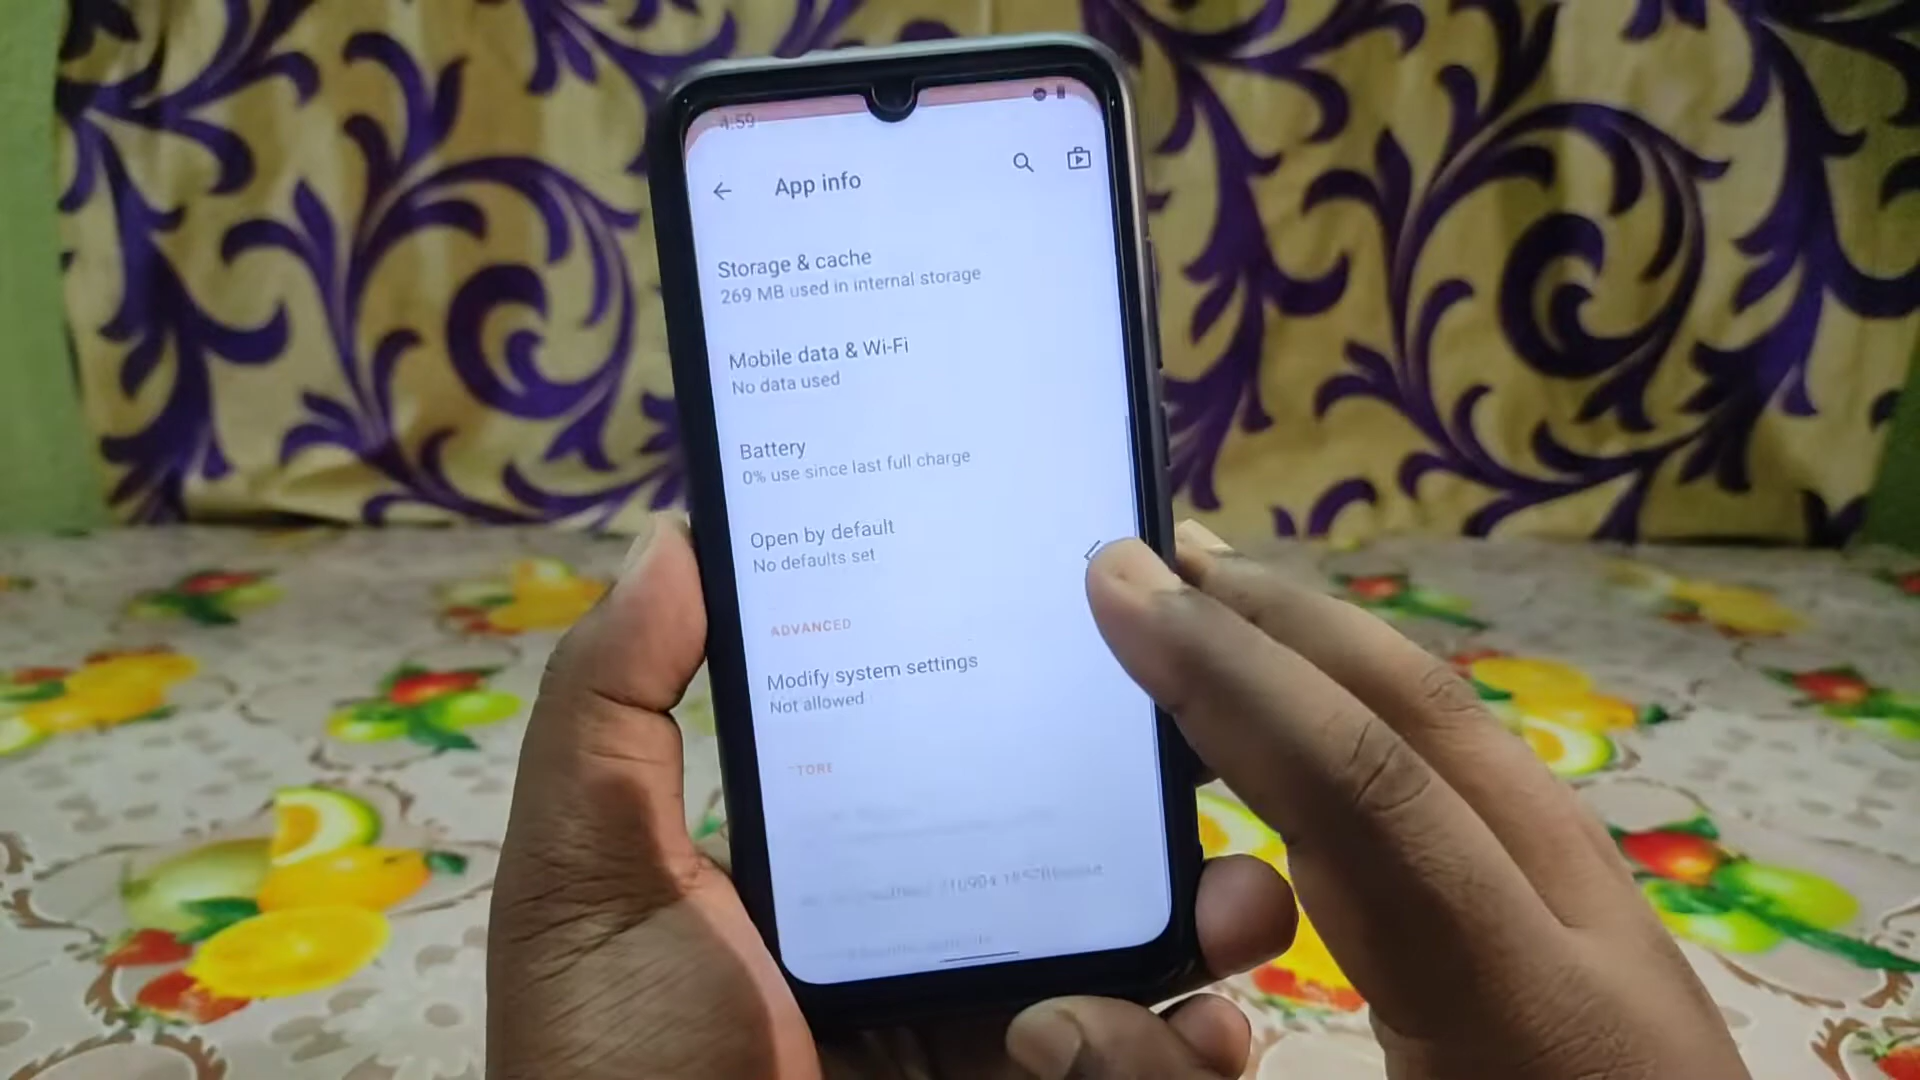 4:59
App info
Storage & cache
269 MB used in internal storage
Mobile data & Wi-Fi
No data used
Battery
0% use since last full charge
Open by default
No defaults set
ADVANCED
Modify system settings
Not allowed
TORE